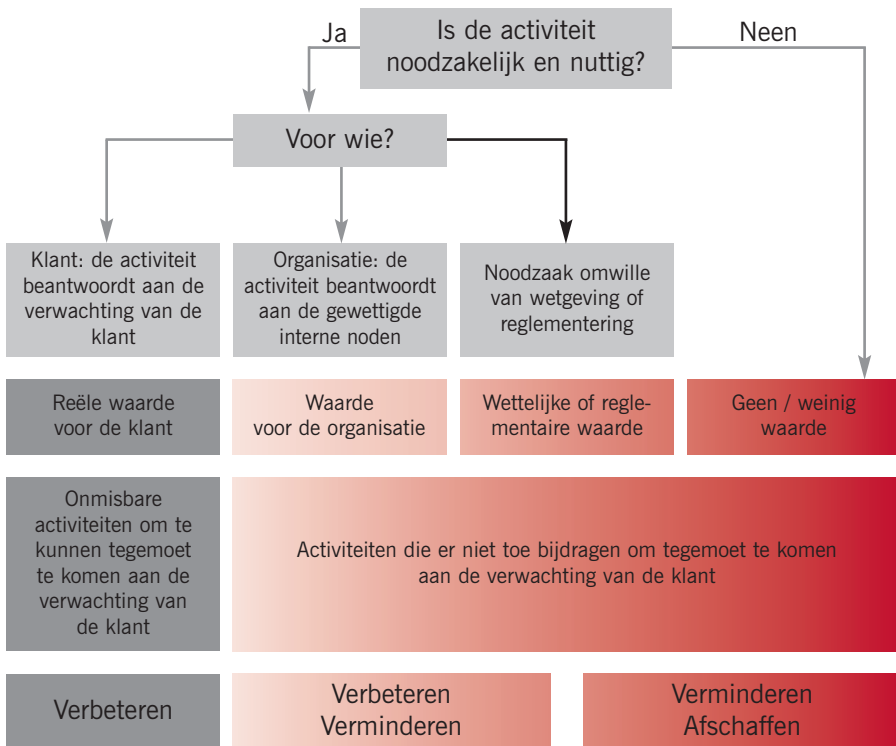 Is de activiteit
noodzakelijk en nuttig?
Ja
Neen
Voor wie?
Klant: de activiteit
beantwoordt aan de
verwachting van de
klant
Organisatie: de
activiteit beantwoordt
aan de gewettigde
interne noden
Noodzaak omwille
van wetgeving of
reglementering
Reële waarde
voor de klant
Waarde
voor de organisatie
Wettelijke of regle-
mentaire waarde
Geen / weinig
waarde
Onmisbare
activiteiten om te
kunnen tegemoet
te komen aan de
verwachting van
de klant
Activiteiten die er niet toe bijdragen om tegemoet te komen
aan de verwachting van de klant
Verbeteren
Verbeteren
Verminderen
Verminderen
Afschaffen